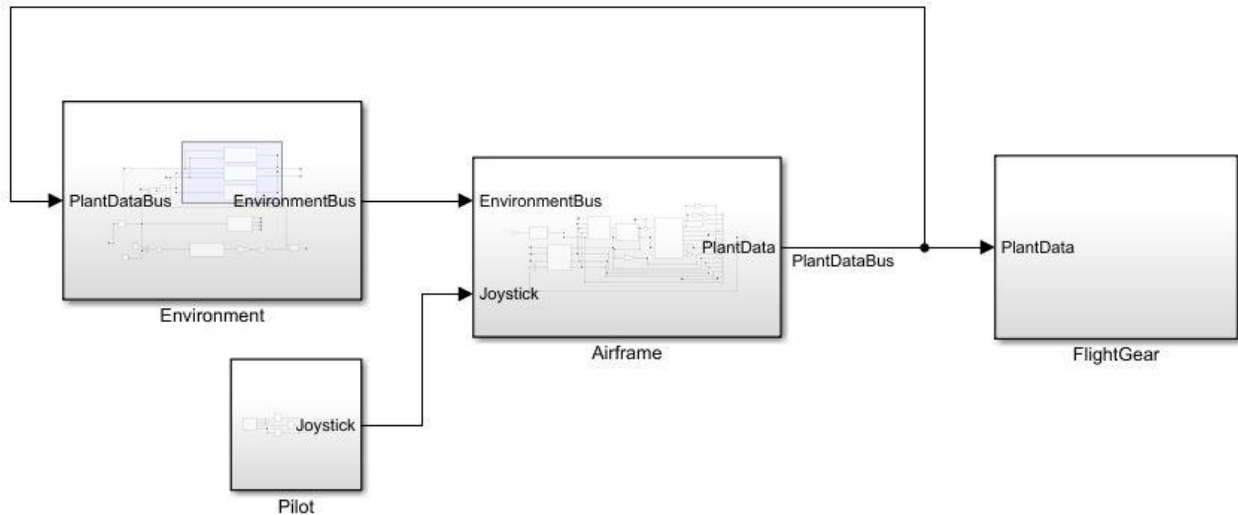 PlantDataBus
EnvironmentBus
Environment
EnvironmentBus
Joystick
PlantData
Airframe
PlantDataBus
PlantData
FlightGear
Joystick
Pilot